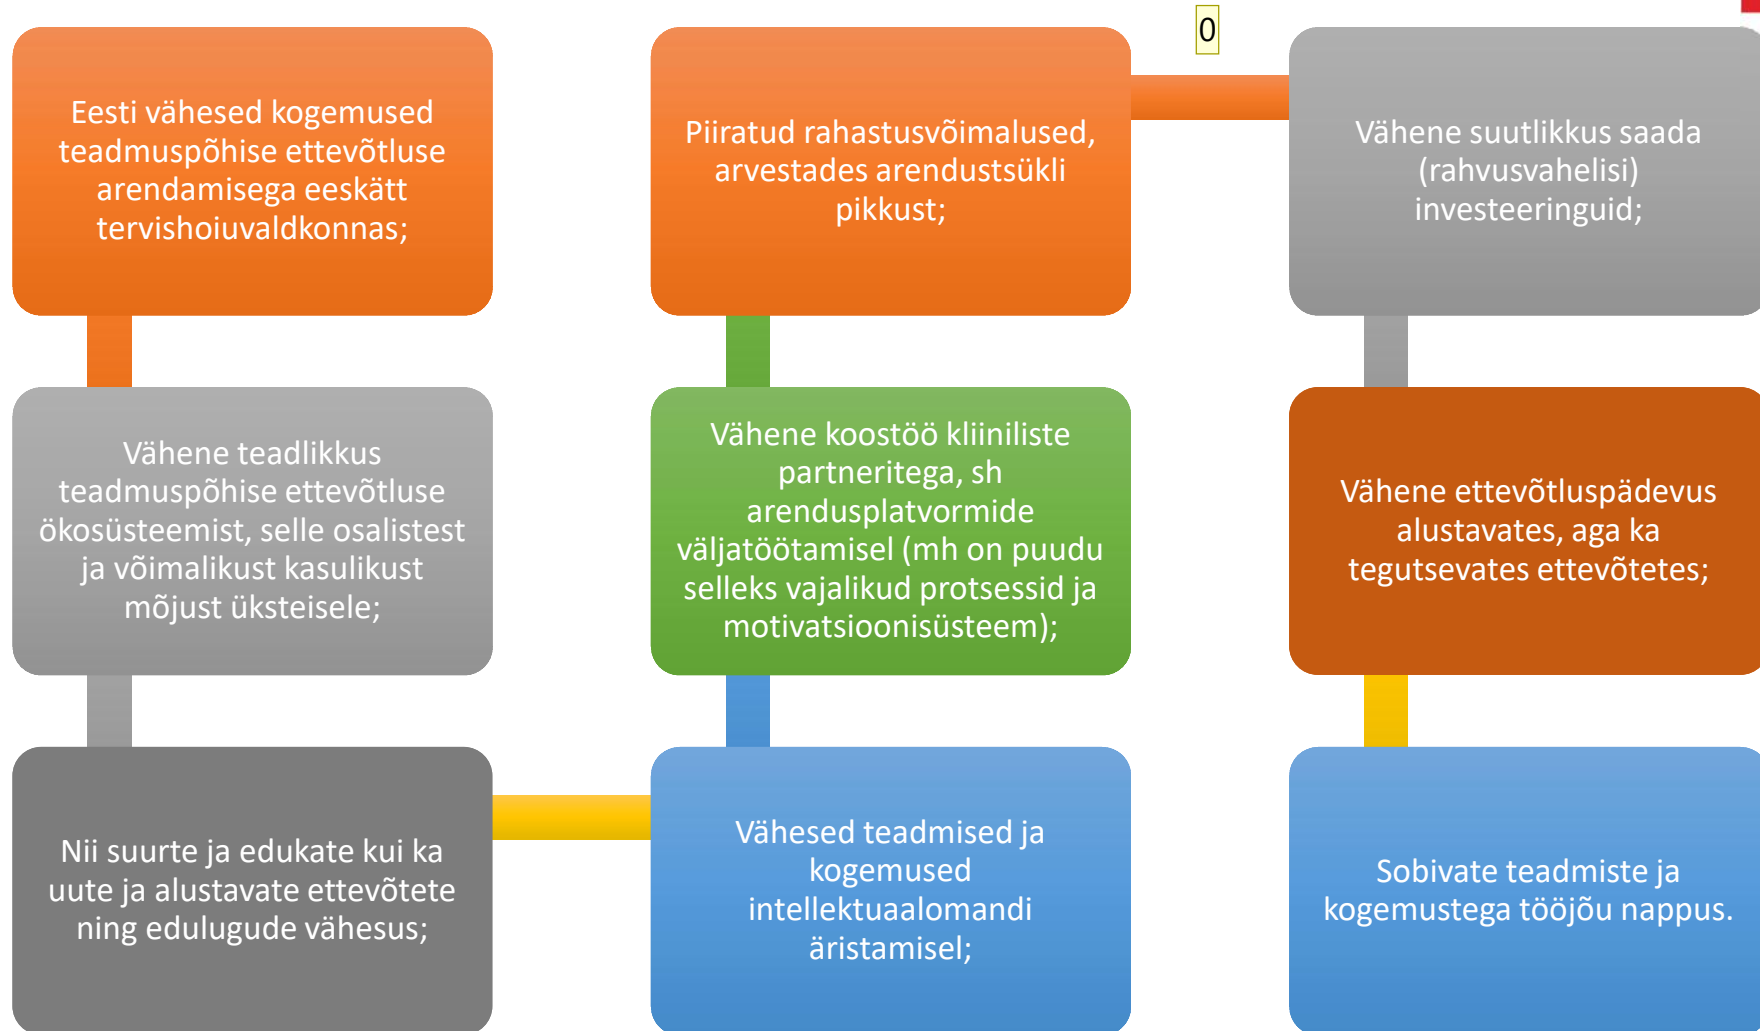 Eesti vähesed kogemused
teadmuspõhise ettevõtluse
arendamisega eeskätt
tervishoiuvaldkonnas;
Vähene teadlikkus
teadmuspõhise ettevõtluse
ökosüsteemist, selle osalistest
ja võimalikust kasulikust
mõjust üksteisele;
Nii suurte ja edukate kui ka
uute ja alustavate ettevõtete
ning edulugude vähesus;
Vähesed teadmised ja
kogemused
intellektuaalomandi
äristamisel;
Vähene koostöö kliiniliste
partneritega, sh
arendusplatvormide
väljatöötamisel (mh on puudu
selleks vajalikud protsessid ja
motivatsioonisüsteem);
Piiratud rahastusvõimalused,
arvestades arendustsükli
pikkust;
0
Vähene suutlikkus saada
(rahvusvahelisi)
investeeringuid;
Vähene ettevõtluspädevus
alustavates, aga ka
tegutsevates ettevõtetes;
Sobivate teadmiste ja
kogemustega tööjõu nappus.